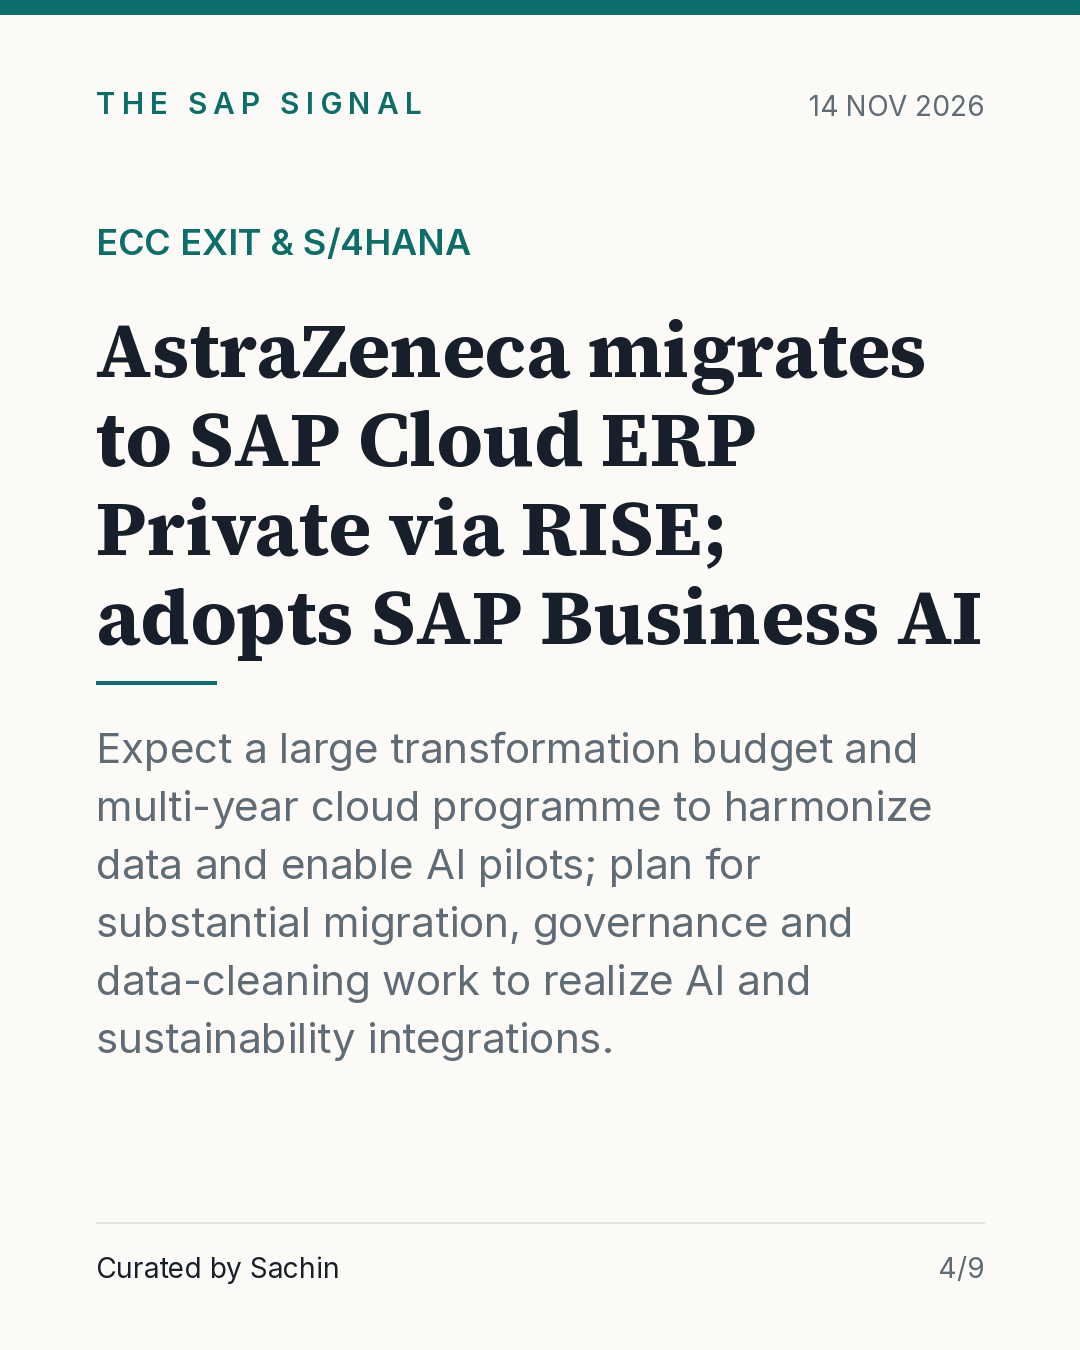 THE SAP SIGNAL
14 NOV 2026
ECC EXIT & S/4HANA
AstraZeneca migrates
to SAP Cloud ERP
Private via RISE;
adopts SAP Business AI
Expect a large transformation budget and
multi-year cloud programme to harmonize
data and enable AI pilots; plan for
substantial migration, governance and
data-cleaning work to realize AI and
sustainability integrations.
Curated by Sachin
4/9